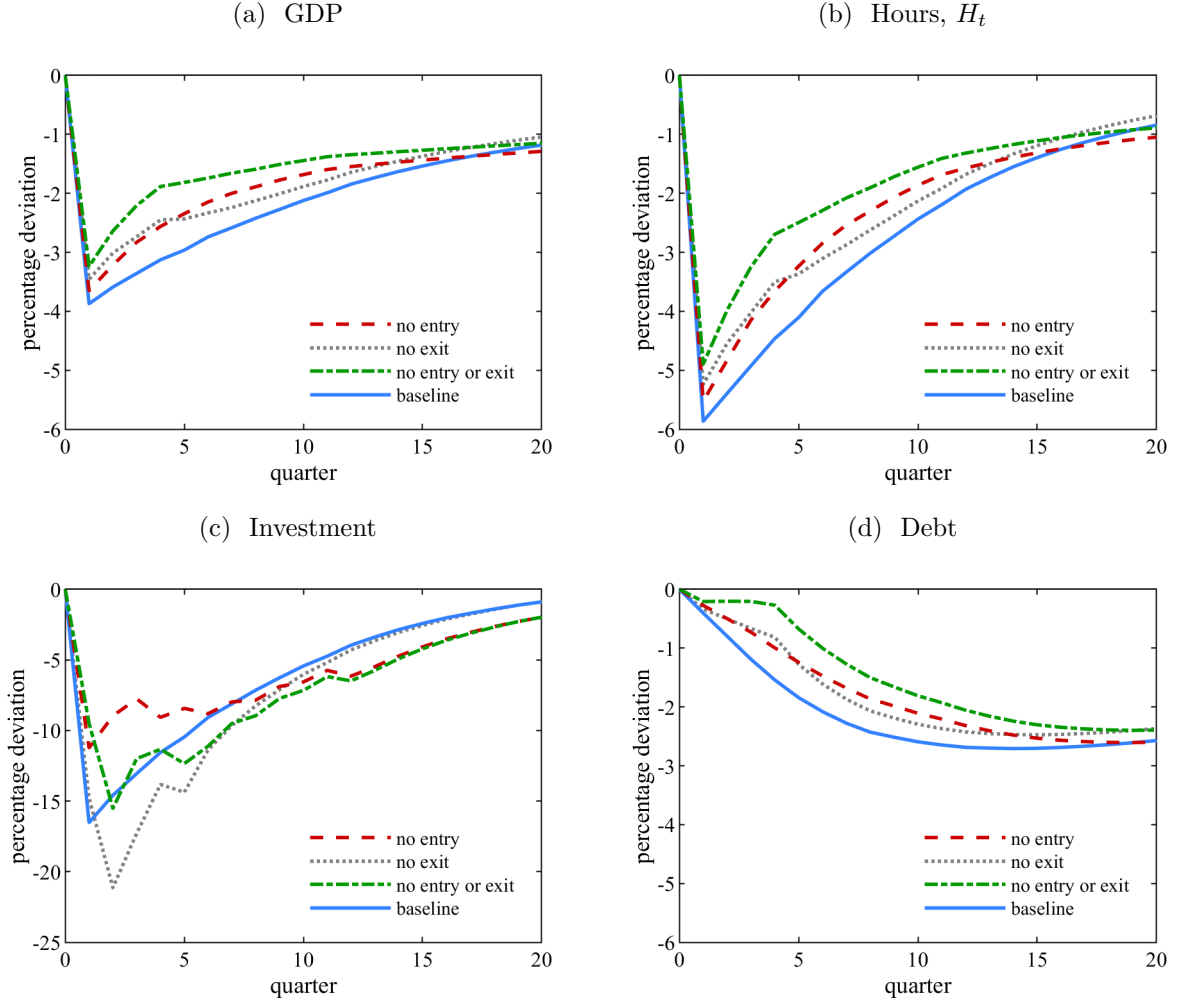 (a) GDP
0
-1
-2
-3
-4
-5
-6
percentage deviation
no entry
no exit
no entry or exit
baseline
0 5 10 15 20
quarter
(b) Hours, H_t
0
-1
-2
-3
-4
-5
-6
percentage deviation
no entry
no exit
no entry or exit
baseline
0 5 10 15 20
quarter
(c) Investment
0
-5
-10
-15
-20
-25
percentage deviation
no entry
no exit
no entry or exit
baseline
0 5 10 15 20
quarter
(d) Debt
0
-1
-2
-3
-4
-5
-6
percentage deviation
no entry
no exit
no entry or exit
baseline
0 5 10 15 20
quarter